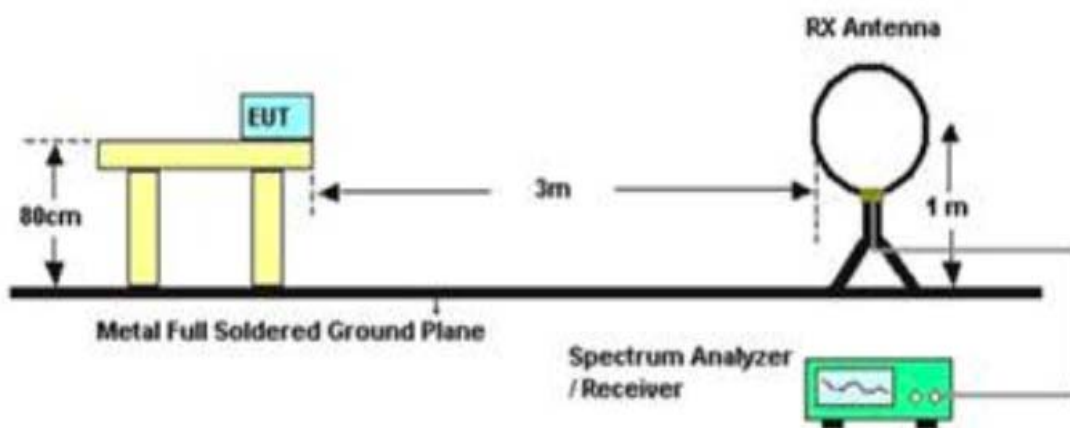 RX Antenna
EUT
3m
80cm
1 m
Metal Full Soldered Ground Plane
Spectrum Analyzer
/ Receiver